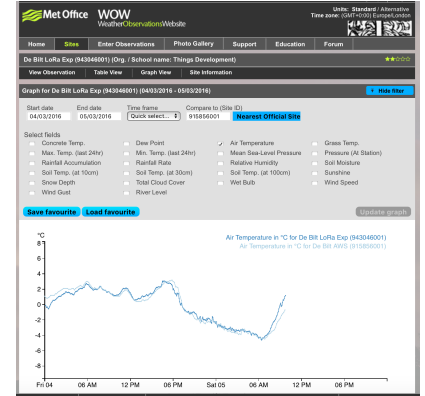 Met Office WOW
WeatherObservationsWebsite
Units: Standard / Alternative
Time zone: (GMT+0:00) Europe/London
Home Sites Enter Observations Photo Gallery Support Education Forum
De Bilt LoRa Exp (943046001) (Org. / School name: Things Development)
View Observation Table View Graph View Site Information
Graph for De Bilt LoRa Exp (943046001) (04/03/2016 - 05/03/2016) Hide filter
Start date End date Time frame Compare to (Site ID)
04/03/2016 05/03/2016 Quick select... 915856001 Nearest Official Site
Select fields
Concrete Temp. Dew Point Air Temperature Grass Temp.
Max. Temp. (last 24hr) Min. Temp. (last 24hr) Mean Sea-Level Pressure Pressure (At Station)
Rainfall Accumulation Rainfall Rate Relative Humidity Soil Moisture
Soil Temp. (at 10cm) Soil Temp. (at 30cm) Soil Temp. (at 100cm) Sunshine
Snow Depth Total Cloud Cover Wet Bulb Wind Speed
Wind Gust River Level
Save favourite Load favourite Update graph
°C
Air Temperature in °C for De Bilt LoRa Exp (943046001)
Air Temperature in °C for De Bilt AWS (915856001)
8
6
4
2
0
-2
-4
-6
-8
Fri 04 06 AM 12 PM 06 PM Sat 05 06 AM 12 PM 06 PM